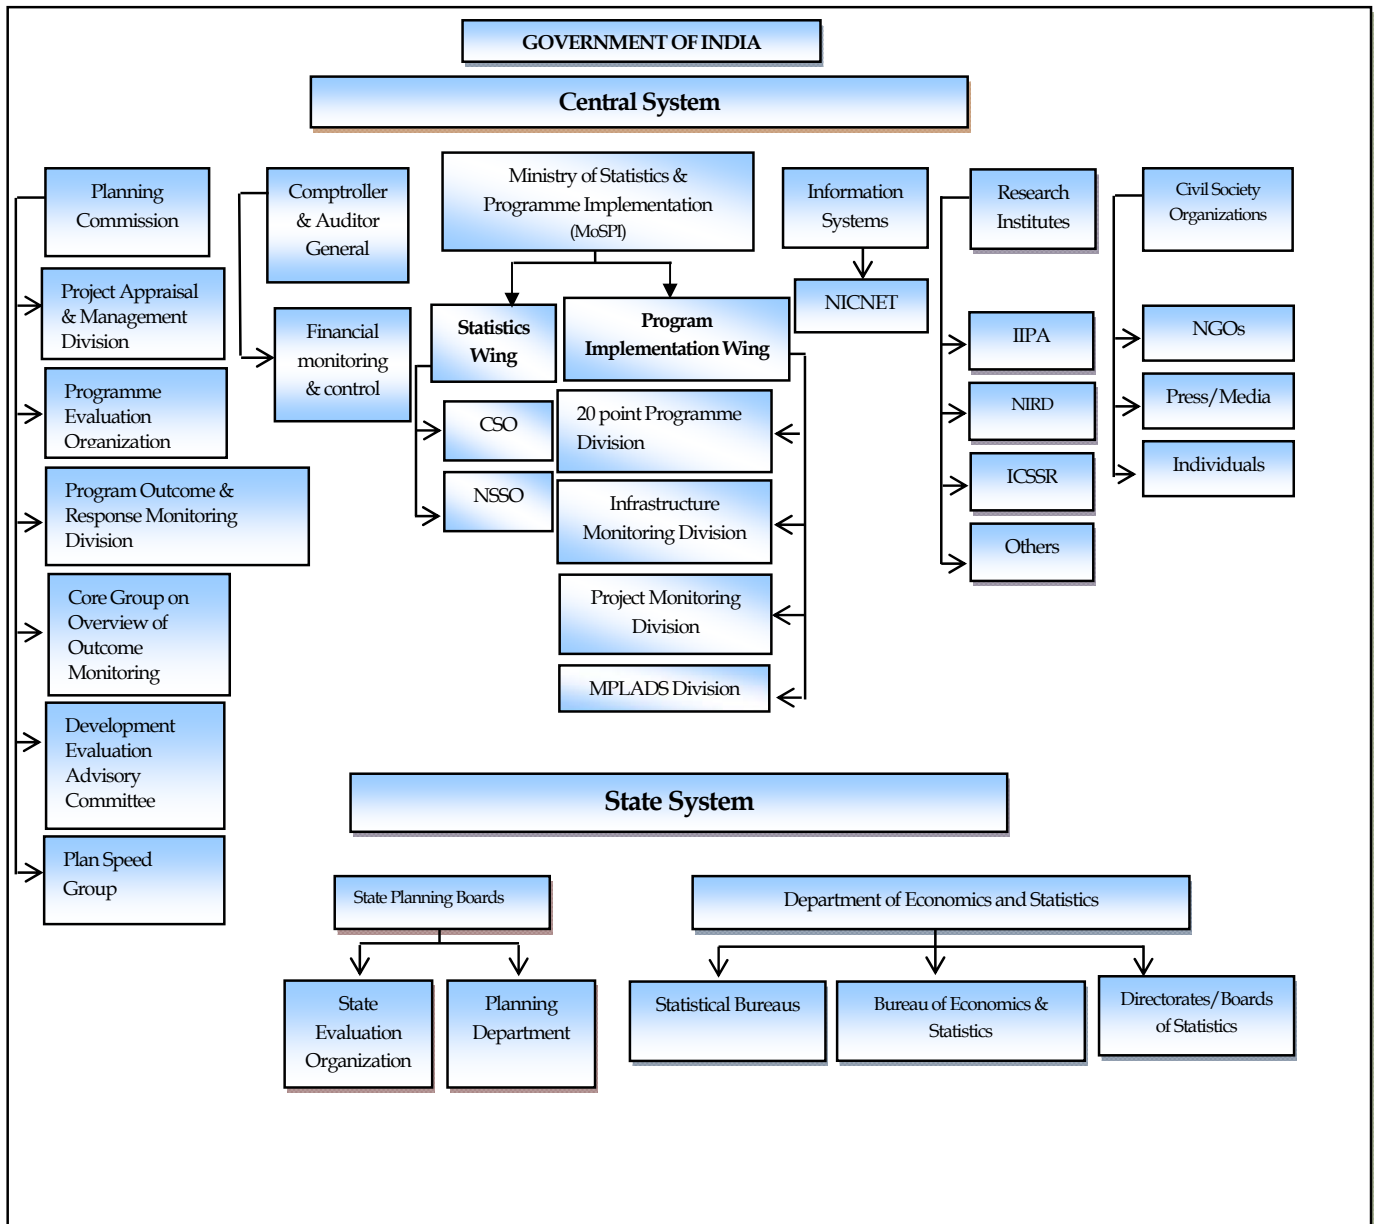 GOVERNMENT OF INDIA
Central System
Planning
Commission
Project Appraisal
& Management
Division
Programme
Evaluation
Organization
Program Outcome &
Response Monitoring
Division
Core Group on
Overview of
Outcome
Monitoring
Development
Evaluation
Advisory
Committee
Plan Speed
Group
Comptroller
& Auditor
General
Financial
monitoring
& control
Ministry of Statistics &
Programme Implementation
(MoSPI)
Statistics
Wing
CSO
NSSO
Program
Implementation Wing
20 point Programme
Division
Infrastructure
Monitoring Division
Project Monitoring
Division
MPLADS Division
Information
Systems
NICNET
Research
Institutes
IIPA
NIRD
ICSSR
Others
Civil Society
Organizations
NGOs
Press/Media
Individuals
State System
State Planning Boards
State
Evaluation
Organization
Planning
Department
Department of Economics and Statistics
Statistical Bureaus
Bureau of Economics &
Statistics
Directorates/Boards
of Statistics